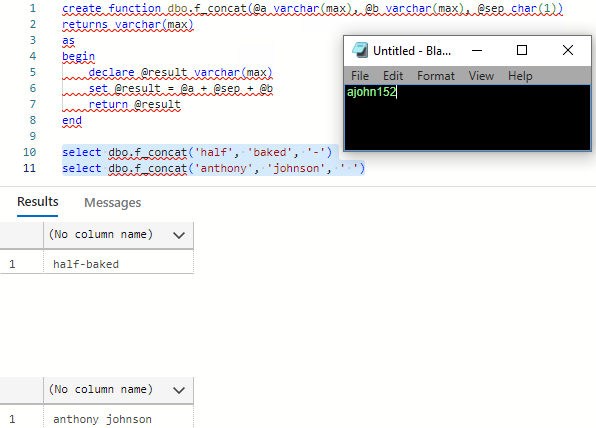 1 create function dbo.f_concat(@a varchar(max), @b varchar(max), @sep char(1))
2 returns varchar(max)
3 as
4 begin
5 declare @result varchar(max)
6 set @result = @a + @sep + @b
7 return @result
8 end
9
10 select dbo.f_concat('half', 'baked', '-')
11 select dbo.f_concat('anthony', 'johnson', ' ')
Untitled - Bla...
File Edit Format View Help
ajohn152
Results Messages
(No column name)
1 half-baked
(No column name)
1 anthony johnson